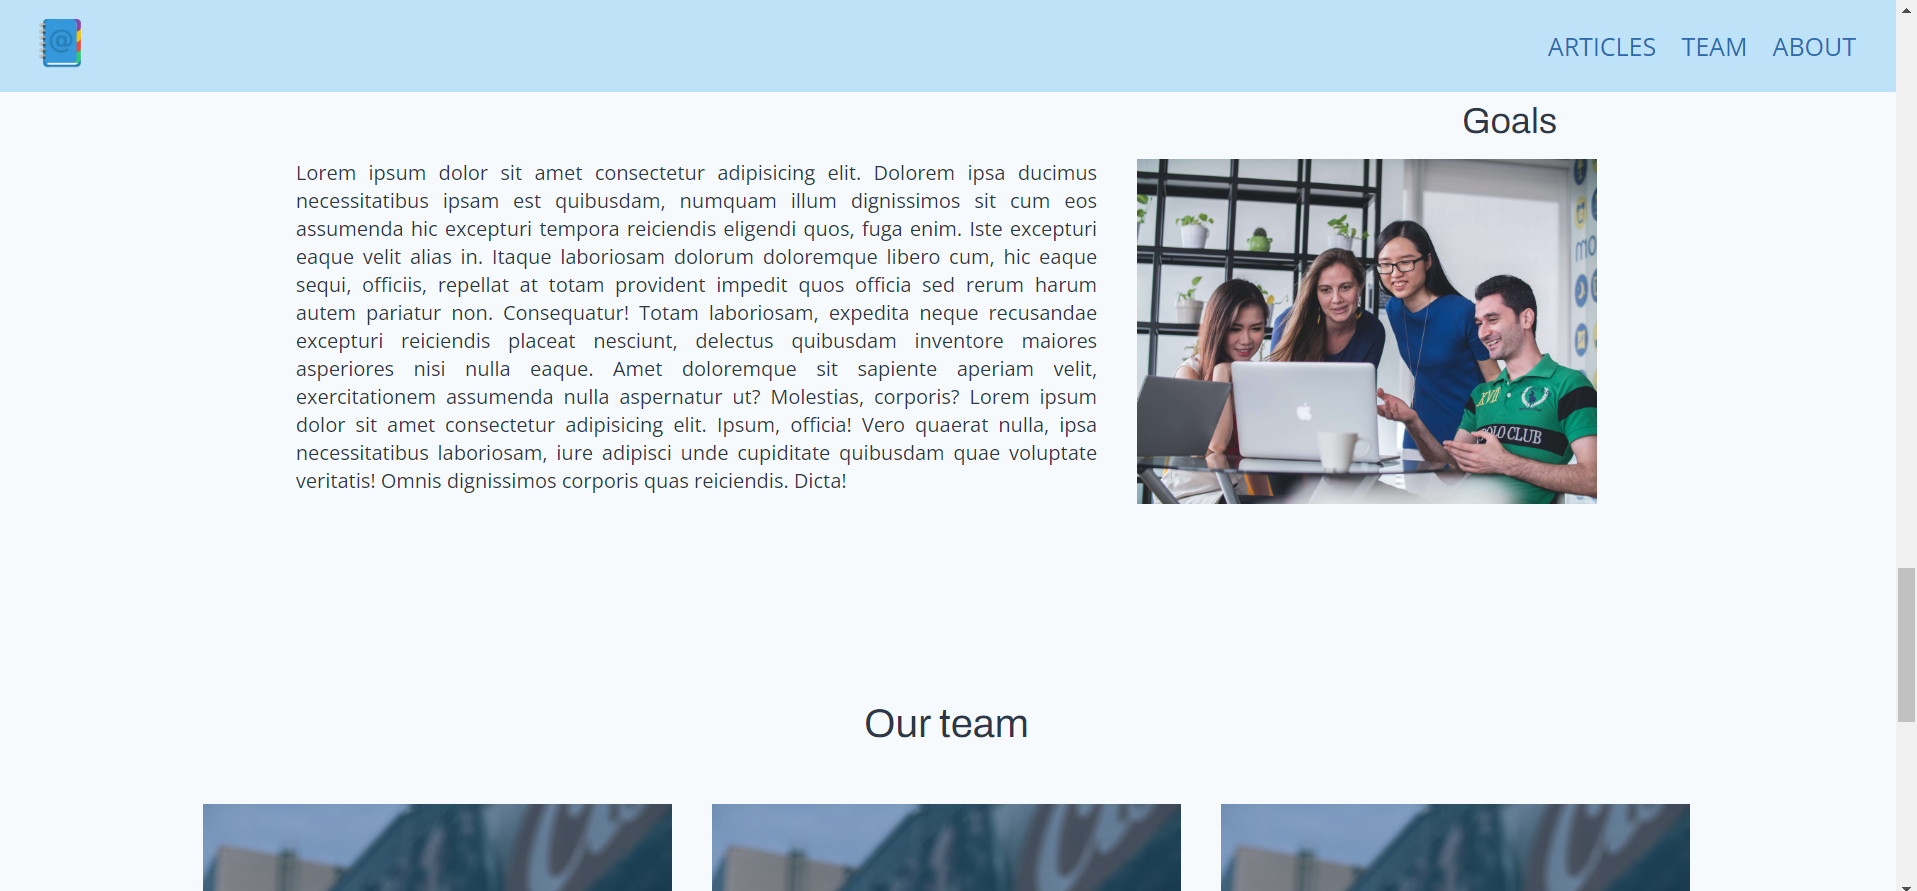 @
ARTICLES TEAM ABOUT
Goals
Lorem ipsum dolor sit amet consectetur adipisicing elit. Dolorem ipsa ducimus
necessitatibus ipsam est quibusdam, numquam illum dignissimos sit cum eos
assumenda hic excepturi tempora reiciendis eligendi quos, fuga enim. Iste excepturi
eaque velit alias in. Itaque laboriosam dolorum doloremque libero cum, hic eaque
sequi, officiis, repellat at totam provident impedit quos officia sed rerum harum
autem pariatur non. Consequatur! Totam laboriosam, expedita neque recusandae
excepturi reiciendis placeat nesciunt, delectus quibusdam inventore maiores
asperiores nisi nulla eaque. Amet doloremque sit sapiente aperiam velit,
exercitationem assumenda nulla aspernatur ut? Molestias, corporis? Lorem ipsum
dolor sit amet consectetur adipisicing elit. Ipsum, officia! Vero quaerat nulla, ipsa
necessitatibus laboriosam, iure adipisci unde cupiditate quibusdam quae voluptate
veritatis! Omnis dignissimos corporis quas reiciendis. Dicta!
mo
XVII
POLO CLUB
Our team